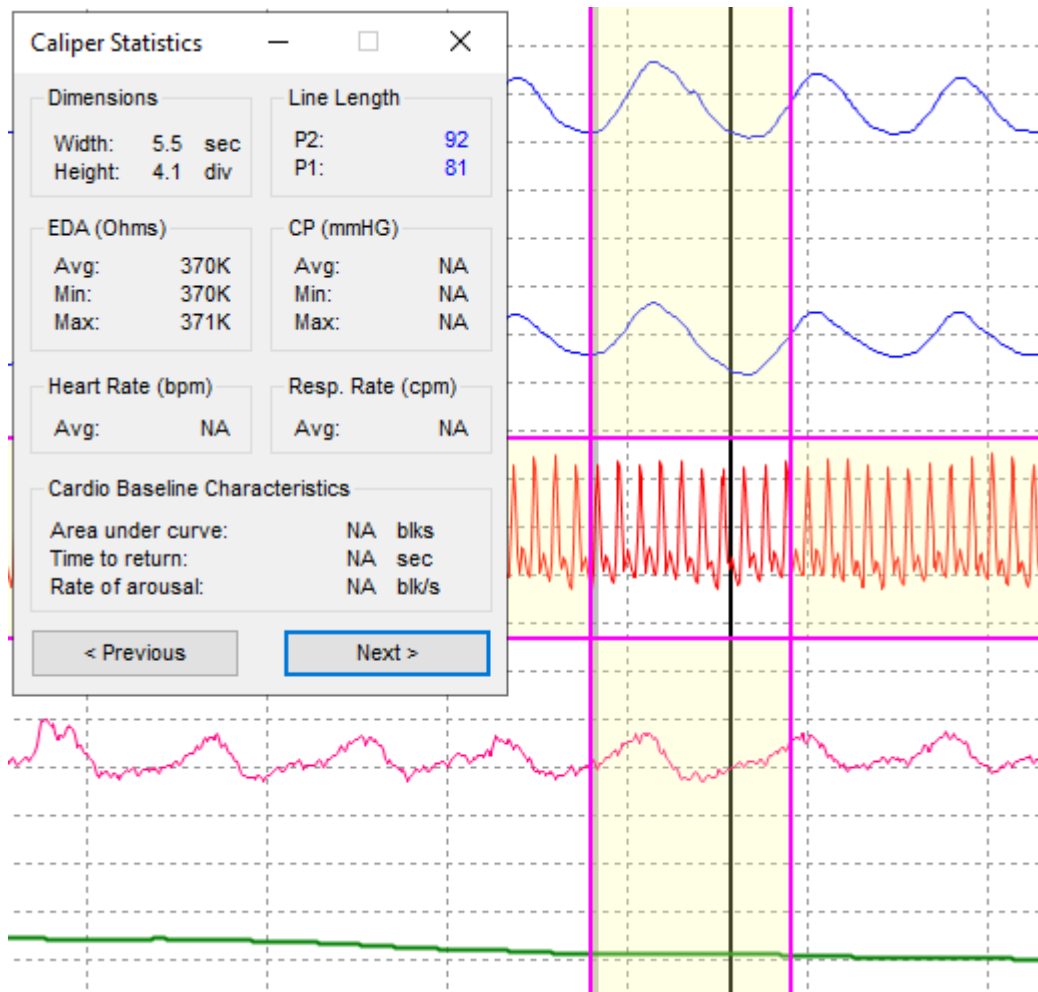 Caliper Statistics
Dimensions
Width: 5.5 sec
Height: 4.1 div
Line Length
P2: 92
P1: 81
EDA (Ohms)
Avg: 370K
Min: 370K
Max: 371K
CP (mmHG)
Avg: NA
Min: NA
Max: NA
Heart Rate (bpm)
Avg: NA
Resp. Rate (cpm)
Avg: NA
Cardio Baseline Characteristics
Area under curve: NA blks
Time to return: NA sec
Rate of arousal: NA blk/s
< Previous
Next >